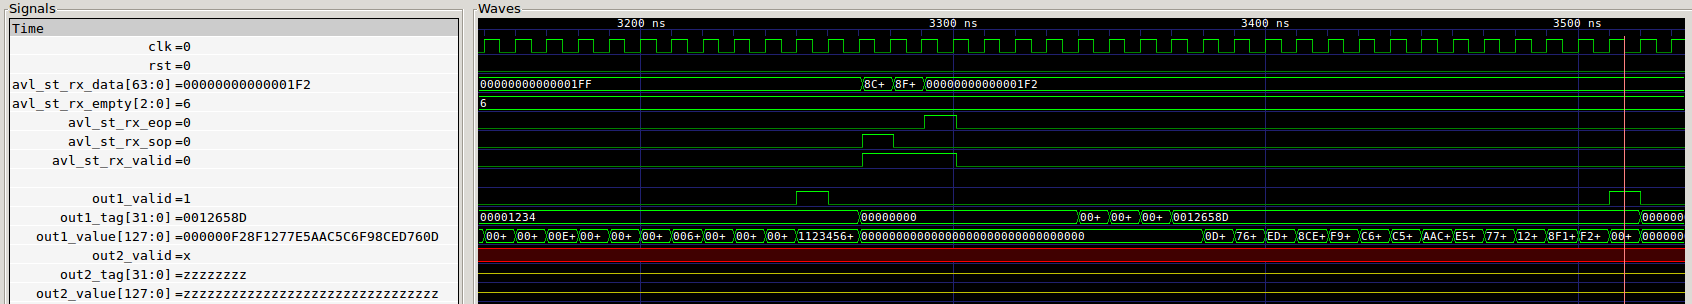 Signals
Waves
Time
3200 ns 3300 ns 3400 ns 3500 ns
clk =0
rst =0
avl_st_rx_data[63:0] =00000000000001F2
00000000000001FF 8C+ 8F+ 00000000000001F2
avl_st_rx_empty[2:0] =6
6
avl_st_rx_eop =0
avl_st_rx_sop =0
avl_st_rx_valid =0
out1_valid =1
out1_tag[31:0] =0012658D
00001234 00000000 00+ 00+ 00+ 0012658D 000000
out1_value[127:0] =000000F28F1277E5AAC5C6F98CED760D
00+ 00+ 00E+ 00+ 00+ 00+ 006+ 00+ 00+ 00+ 1123456+ 00000000000000000000000000000000 0D+ 76+ ED+ 8CE+ F9+ C6+ C5+ AAC+ E5+ 77+ 12+ 8F1+ F2+ 00+ 000000
out2_valid =x
out2_tag[31:0] =zzzzzzzz
out2_value[127:0] =zzzzzzzzzzzzzzzzzzzzzzzzzzzzzzzz